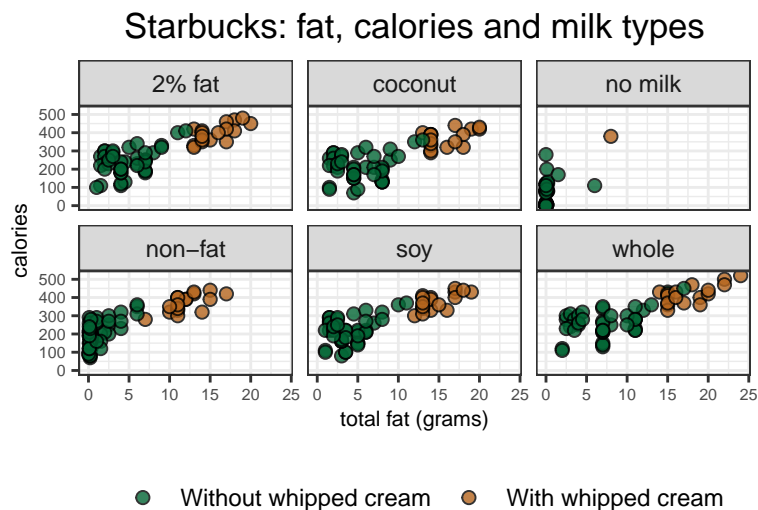 Starbucks: fat, calories and milk types
2% fat
coconut
no milk
500
400
300
200
100
0
non−fat
soy
whole
500
400
300
200
100
0
calories
0 5 10 15 20 25
0 5 10 15 20 25
0 5 10 15 20 25
total fat (grams)
Without whipped cream
With whipped cream